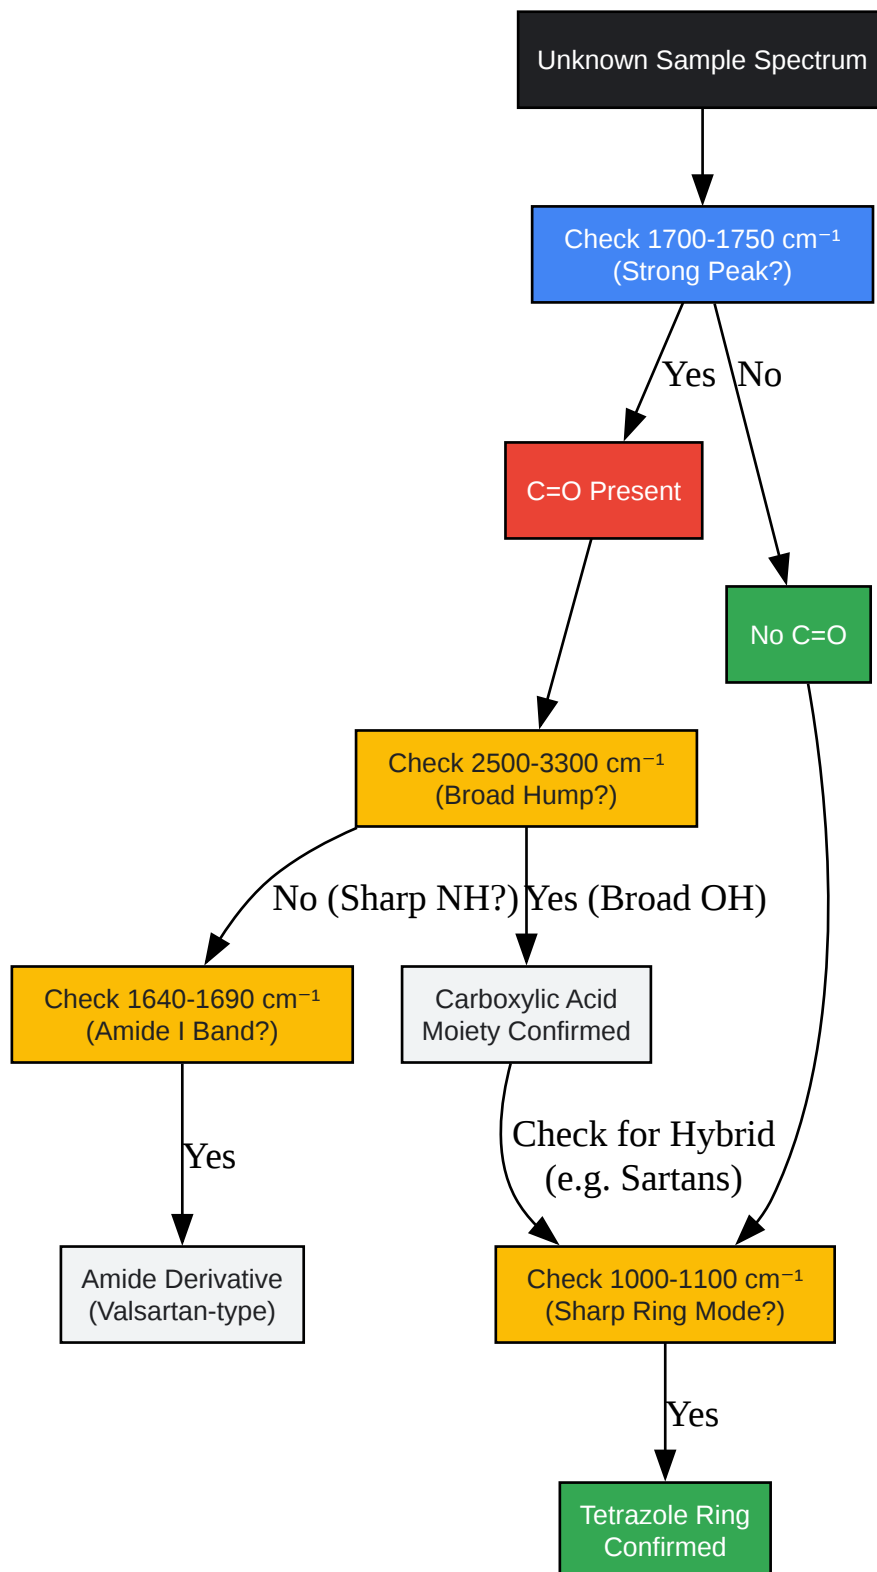 Unknown Sample Spectrum
Check 1700-1750 cm⁻¹
(Strong Peak?)
Yes
No
C=O Present
No C=O
Check 2500-3300 cm⁻¹
(Broad Hump?)
No (Sharp NH?)
Yes (Broad OH)
Check 1640-1690 cm⁻¹
(Amide I Band?)
Carboxylic Acid
Moiety Confirmed
Check for Hybrid
(e.g. Sartans)
Yes
Amide Derivative
(Valsartan-type)
Check 1000-1100 cm⁻¹
(Sharp Ring Mode?)
Yes
Tetrazole Ring
Confirmed